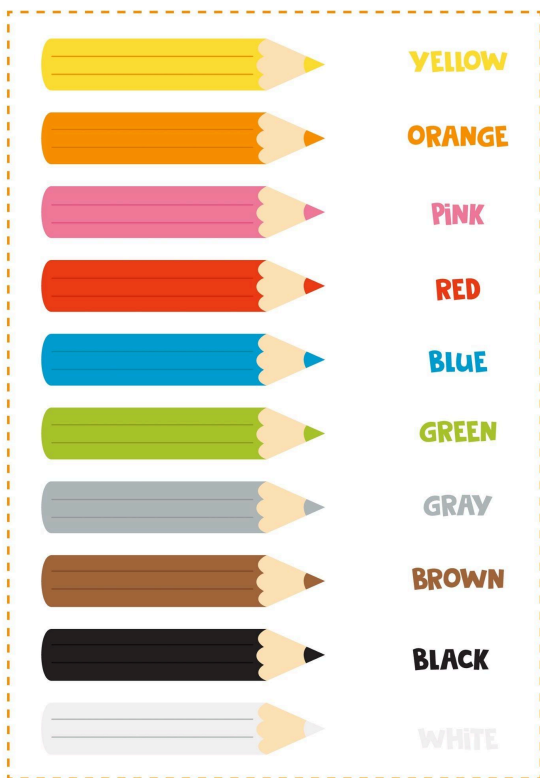 YELLOW
ORANGE
PiNK
RED
BLUE
GREEN
GRAY
BROWN
BLACK
WHiTE